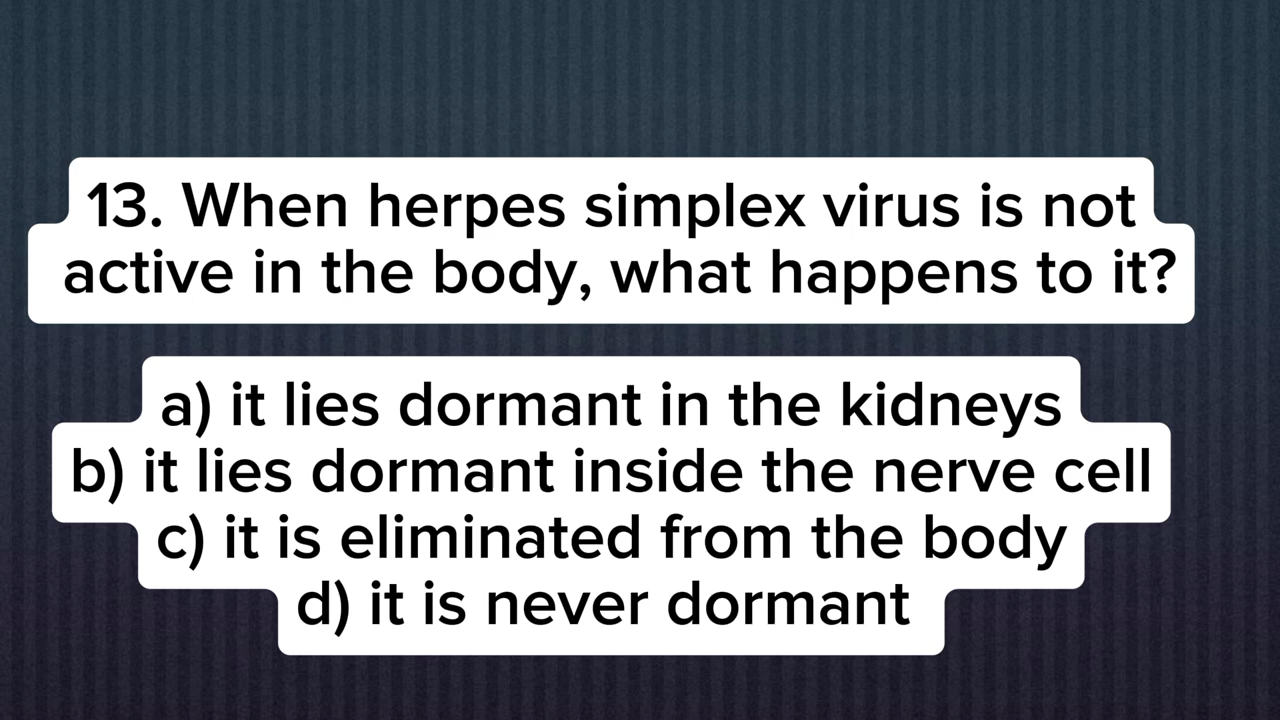 13. When herpes simplex virus is not
active in the body, what happens to it?
a) it lies dormant in the kidneys
b) it lies dormant inside the nerve cell
c) it is eliminated from the body
d) it is never dormant